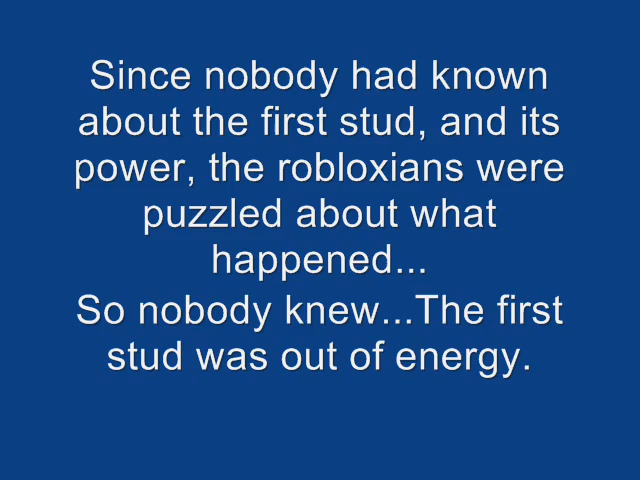 Since nobody had known
about the first stud, and its
power, the robloxians were
puzzled about what
happened...
So nobody knew...The first
stud was out of energy.